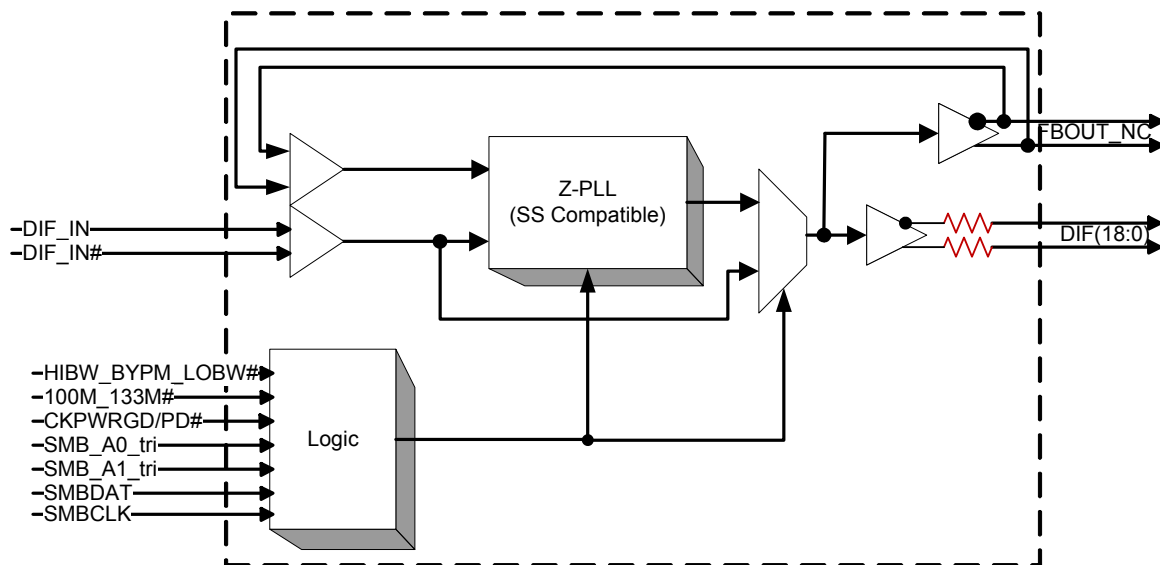 FBOUT_NC
Z-PLL
(SS Compatible)
DIF_IN
DIF_IN#
DIF(18:0)
HIBW_BYPM_LOBW#
100M_133M#
CKPWRGD/PD#
SMB_A0_tri
SMB_A1_tri
SMBDAT
SMBCLK
Logic